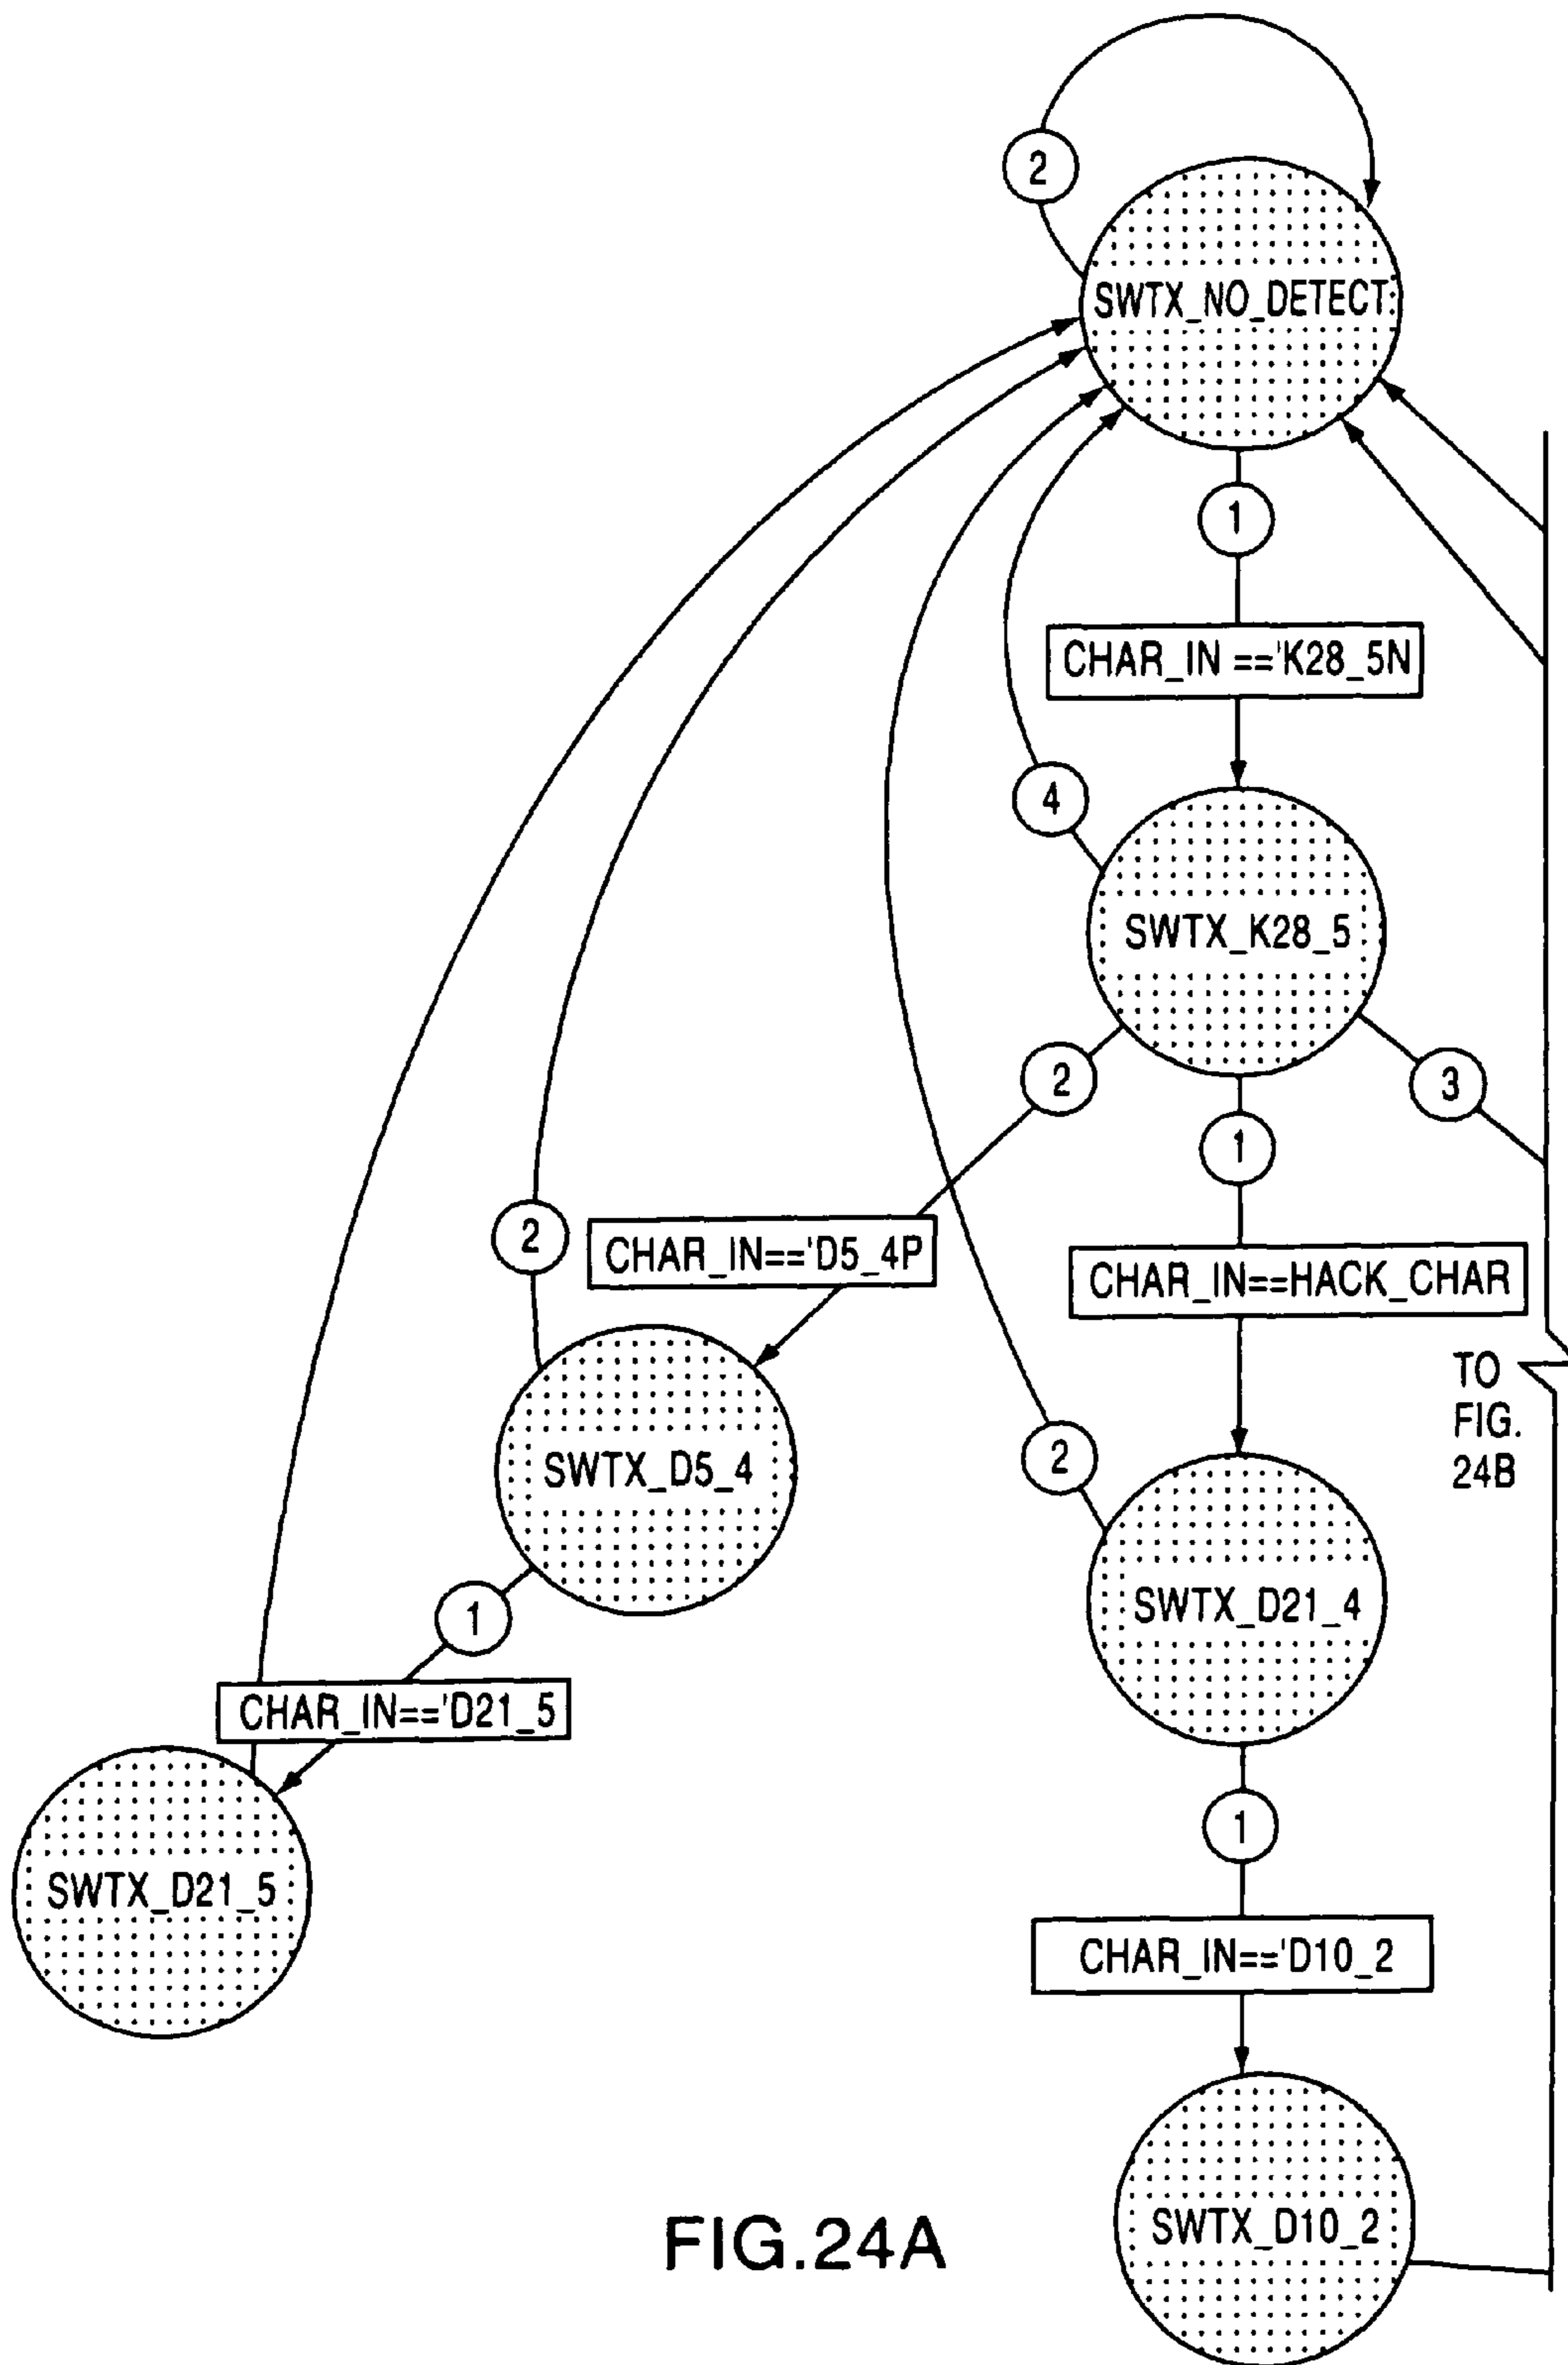 2
SWTX_NO_DETECT
1
CHAR_IN =='K28_5N
4
SWTX_K28_5
2
3
1
2
CHAR_IN=='D5_4P
CHAR_IN==HACK_CHAR
TO
FIG.
24B
SWTX_D5_4
2
SWTX_D21_4
1
CHAR_IN=='D21_5
1
SWTX_D21_5
CHAR_IN=='D10_2
SWTX_D10_2
FIG.24A